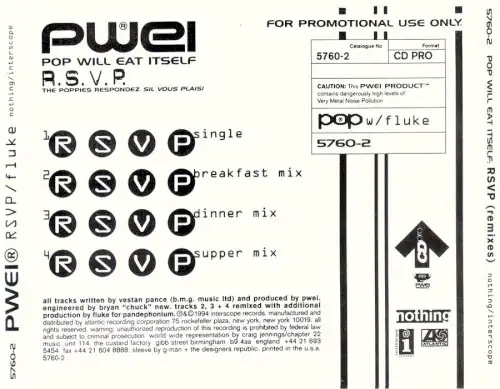 PWEI
POP WILL EAT ITSELF
R.S.V.P.
THE POPPIES RESPONDEZ SIL VOUS PLAIS!
FOR PROMOTIONAL USE ONLY
Catalogue No Format
5760-2 CD PRO
CAUTION: This PWEI PRODUCT™
contains dangerously high levels of
Very Metal Noise Pollution
pop w/fluke
5760-2
1 R S V P single
2 R S V P breakfast mix
3 R S V P dinner mix
4 R S V P supper mix
CD PRO
PWEI
nothing
i
ATLANTIC
all tracks written by vestan pance (b.m.g. music ltd) and produced by pwei.
engineered by bryan "chuck" new. tracks 2, 3 + 4 remixed with additional
production by fluke for pandephonium. ℗&©1994 interscope records. manufactured and
distributed by atlantic recording corporation 75 rockefeller plaza, new york, new york 10019. all
rights reserved. warning: unauthorized reproduction of this recording is prohibited by federal law
and subject to criminal prosecution. world wide representation by craig jennings/chapter 22
music. unit 114 the custard factory gibb street birmingham b9 4aa england +44 21 693
5454 fax +44 21 604 8888 sleeve by g-man + the designers republic. printed in the u.s.a.
5760-2
5760-2 PWEI® RSVP/fluke nothing/interscope
5760-2 POP WILL EAT ITSELF: RSVP (remixes) nothing/interscope